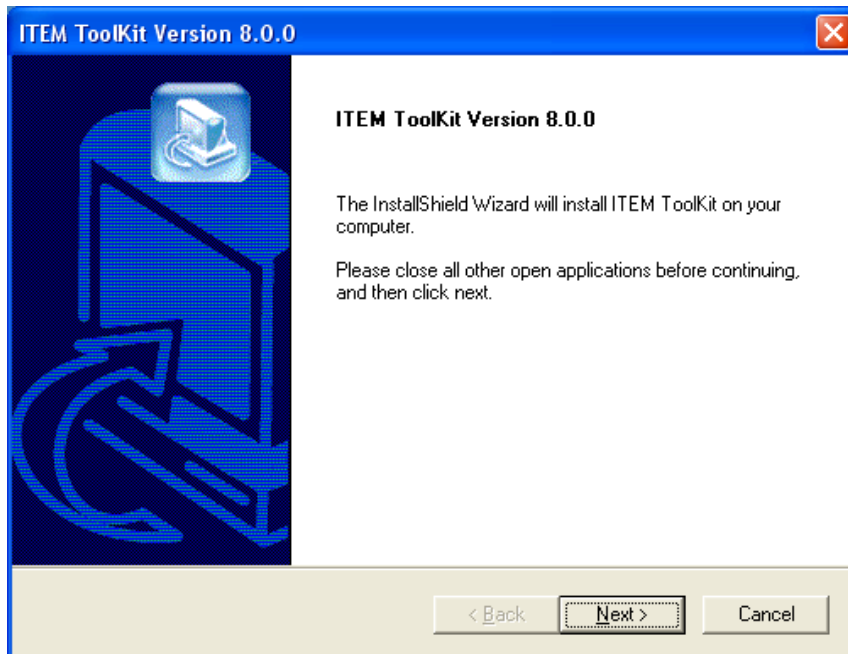 ITEM ToolKit Version 8.0.0
ITEM ToolKit Version 8.0.0
The InstallShield Wizard will install ITEM ToolKit on your
computer.
Please close all other open applications before continuing,
and then click next.
< Back Next > Cancel